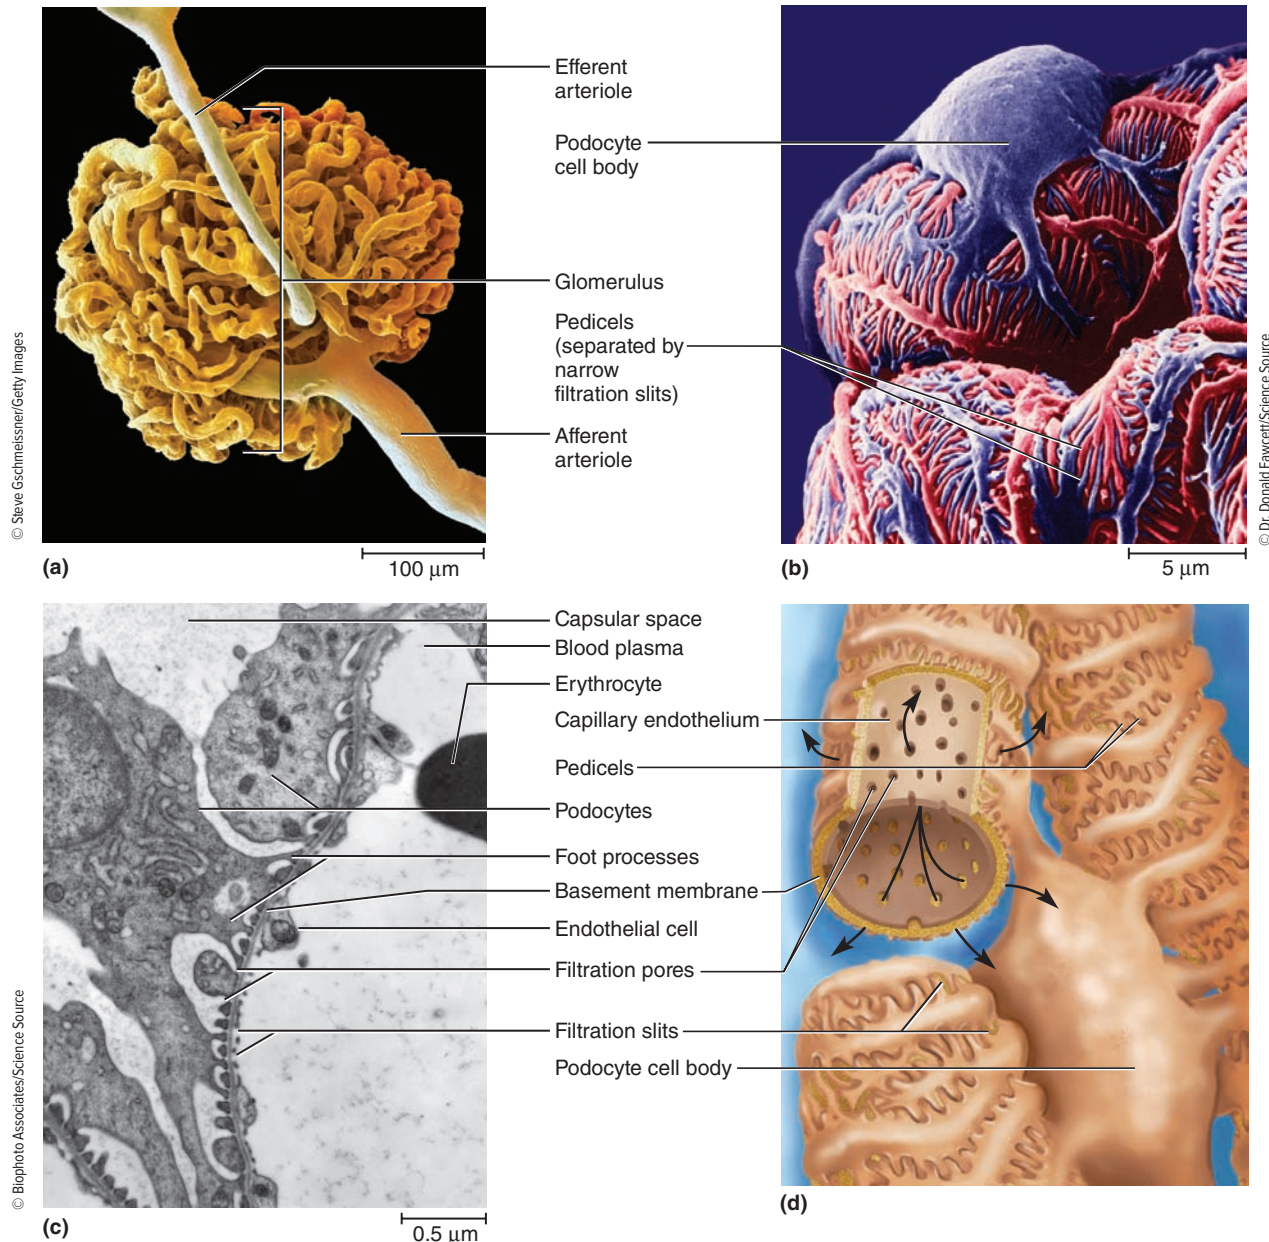 Efferent
arteriole
Podocyte
cell body
Glomerulus
Pedicels
(separated by
narrow
filtration slits)
Afferent
arteriole
© Steve Gschmeissner/Getty Images
© Dr. Donald Fawcett/Science Source
(a)
100 μm
(b)
5 μm
Capsular space
Blood plasma
Erythrocyte
Capillary endothelium
Pedicels
Podocytes
Foot processes
Basement membrane
Endothelial cell
Filtration pores
Filtration slits
Podocyte cell body
© Biophoto Associates/Science Source
(c)
0.5 μm
(d)